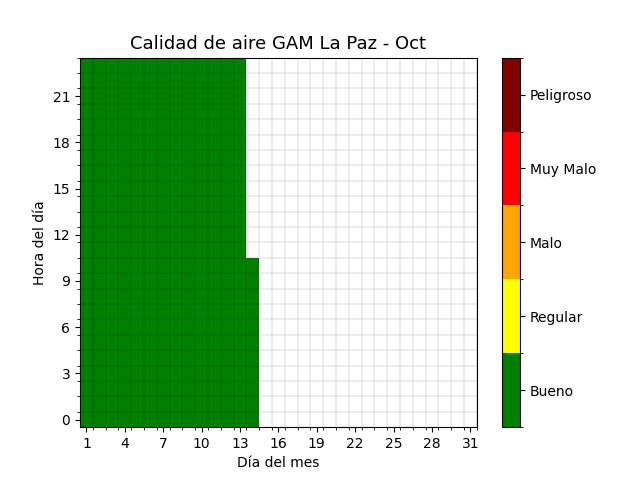 Calidad de aire GAM La Paz - Oct
Hora del día
21
18
15
12
9
6
3
0
1 4 7 10 13 16 19 22 25 28 31
Día del mes
Peligroso
Muy Malo
Malo
Regular
Bueno